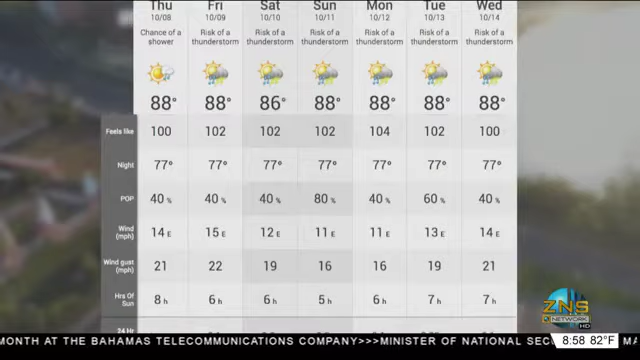 Thu Fri Sat Sun Mon Tue Wed
10/08 10/09 10/10 10/11 10/12 10/13 10/14
Chance of a shower Risk of a thunderstorm Risk of a thunderstorm Risk of a thunderstorm Risk of a thunderstorm Risk of a thunderstorm Risk of a thunderstorm
88° 88° 86° 88° 88° 88° 88°
Feels like 100 102 102 102 104 102 100
Night 77° 77° 77° 77° 77° 77° 77°
POP 40 % 40 % 40 % 80 % 40 % 60 % 40 %
Wind (mph) 14 E 15 E 12 E 11 E 11 E 13 E 14 E
Wind gust (mph) 21 22 19 16 16 19 21
Hrs Of Sun 8 h 6 h 6 h 5 h 6 h 7 h 7 h
24 Hr
ZNS
NETWORK
HD
MONTH AT THE BAHAMAS TELECOMMUNICATIONS COMPANY>>>MINISTER OF NATIONAL SEC
8:58 82°F
MA